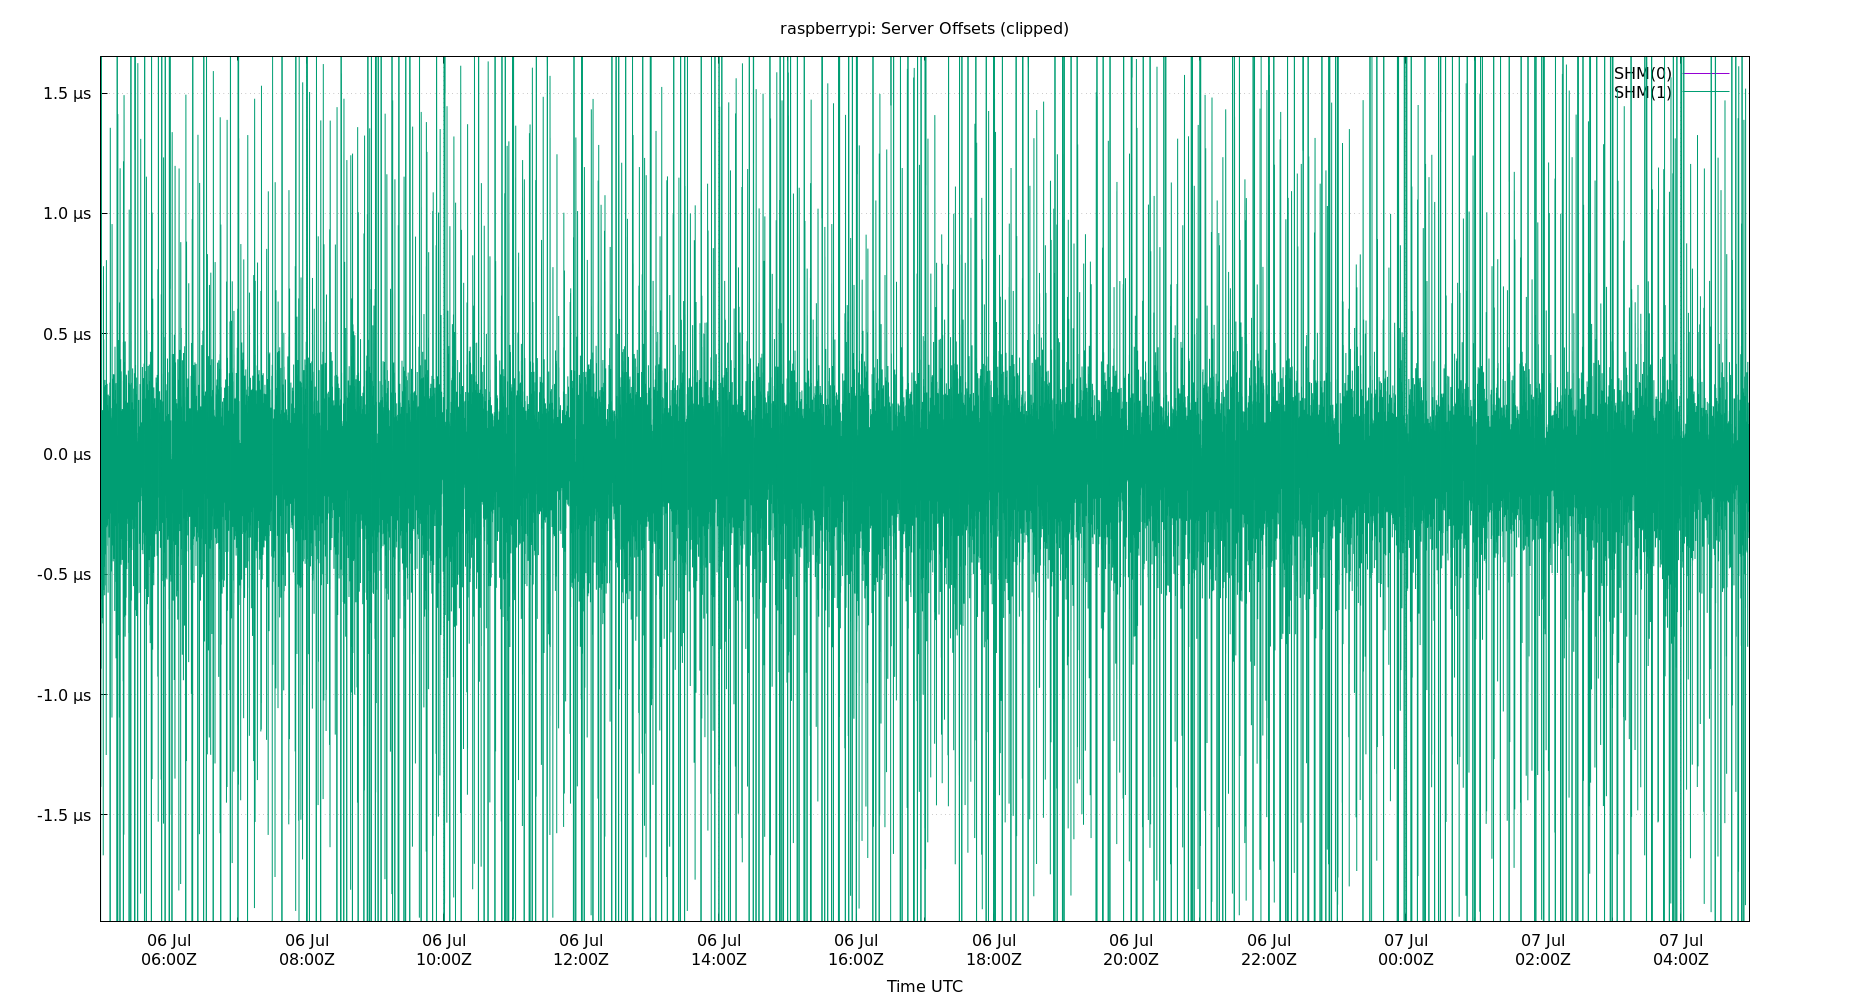 raspberrypi: Server Offsets (clipped)
SHM(0)
SHM(1)
1.5 µs
1.0 µs
0.5 µs
0.0 µs
-0.5 µs
-1.0 µs
-1.5 µs
06 Jul 06 Jul 06 Jul 06 Jul 06 Jul 06 Jul 06 Jul 06 Jul 06 Jul 07 Jul 07 Jul 07 Jul
06:00Z 08:00Z 10:00Z 12:00Z 14:00Z 16:00Z 18:00Z 20:00Z 22:00Z 00:00Z 02:00Z 04:00Z
Time UTC